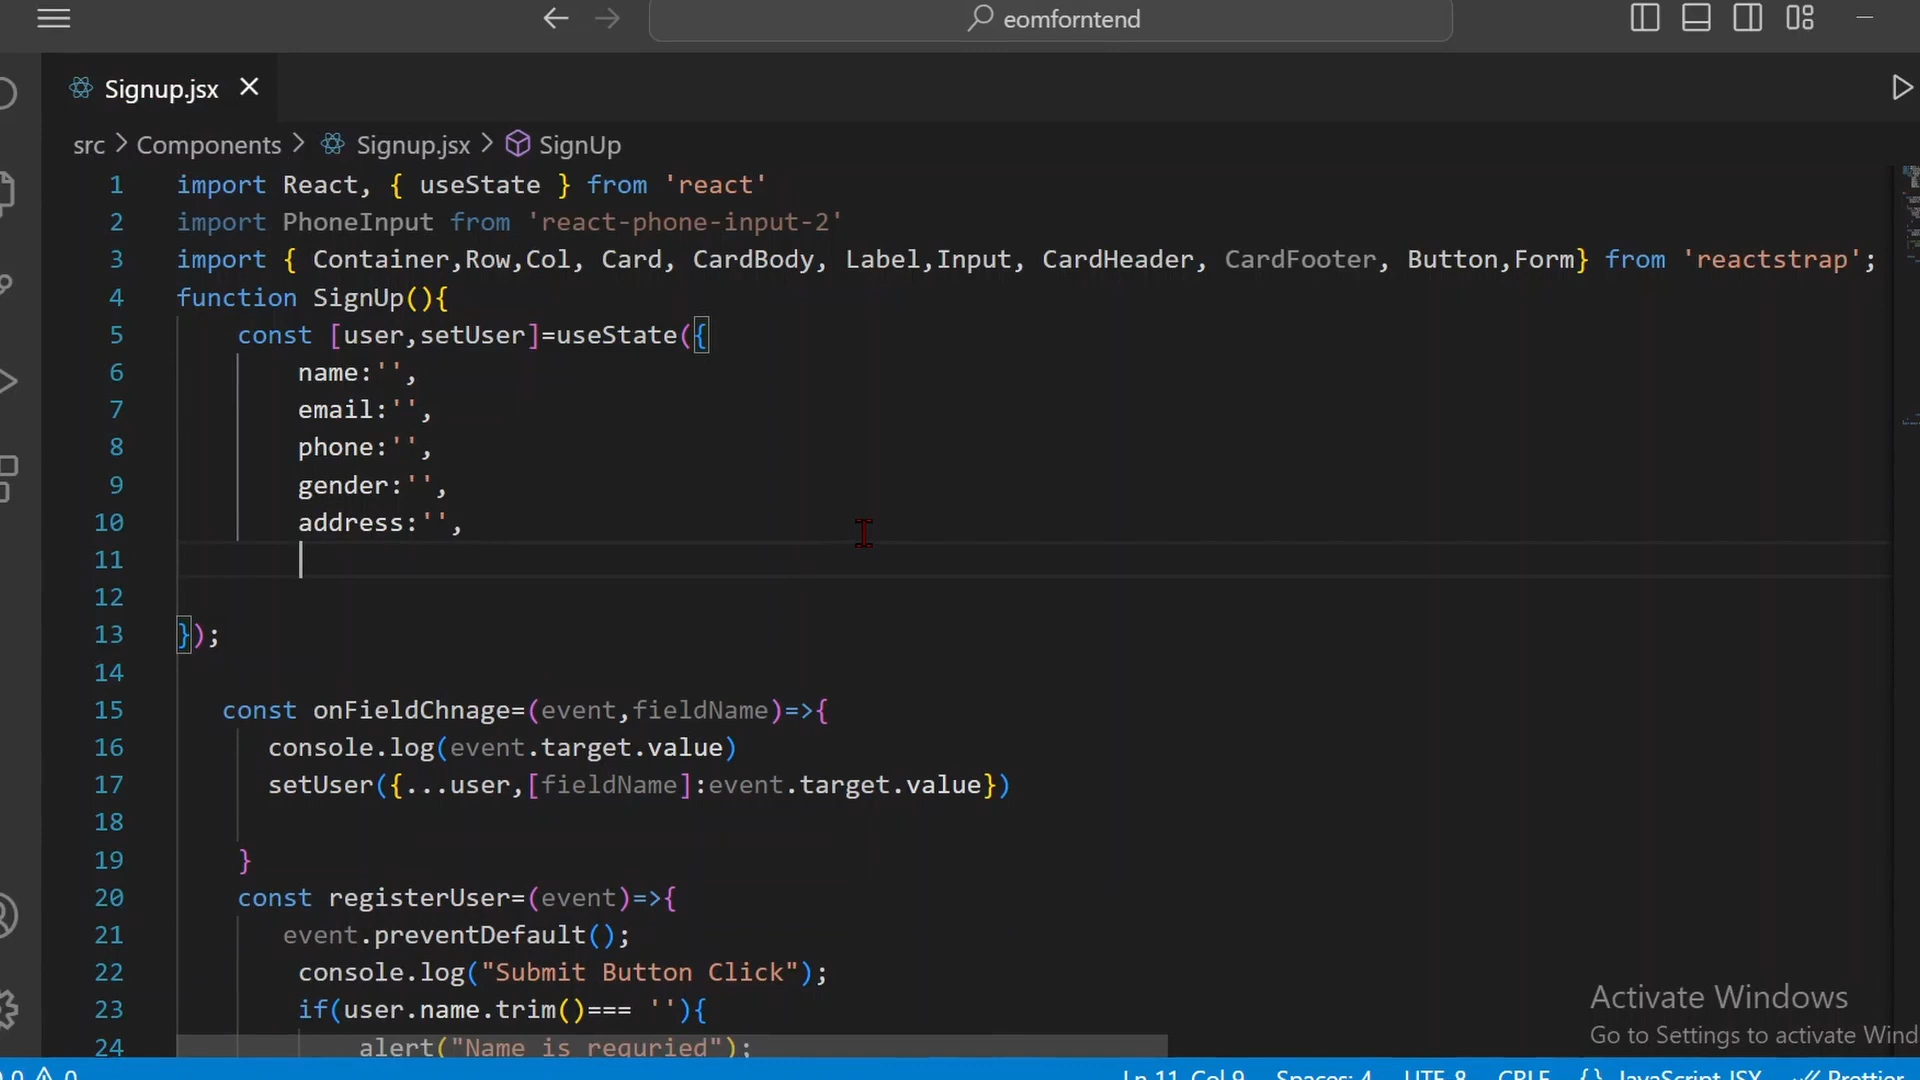 eomforntend
Signup.jsx
src > Components > Signup.jsx > SignUp
1 import React, { useState } from 'react'
2 import PhoneInput from 'react-phone-input-2'
3 import { Container,Row,Col, Card, CardBody, Label,Input, CardHeader, CardFooter, Button,Form} from 'reactstrap';
4 function SignUp(){
5 const [user,setUser]=useState({
6 name:'',
7 email:'',
8 phone:'',
9 gender:'',
10 address:'',
11
12
13 });
14
15 const onFieldChnage=(event,fieldName)=>{
16 console.log(event.target.value)
17 setUser({...user,[fieldName]:event.target.value})
18
19 }
20 const registerUser=(event)=>{
21 event.preventDefault();
22 console.log("Submit Button Click");
23 if(user.name.trim()=== ''){
24 alert("Name is requried");
Activate Windows
Go to Settings to activate Wind
0 0 Ln 11, Col 9 Spaces: 4 UTF-8 CRLF {} JavaScript JSX Prettier